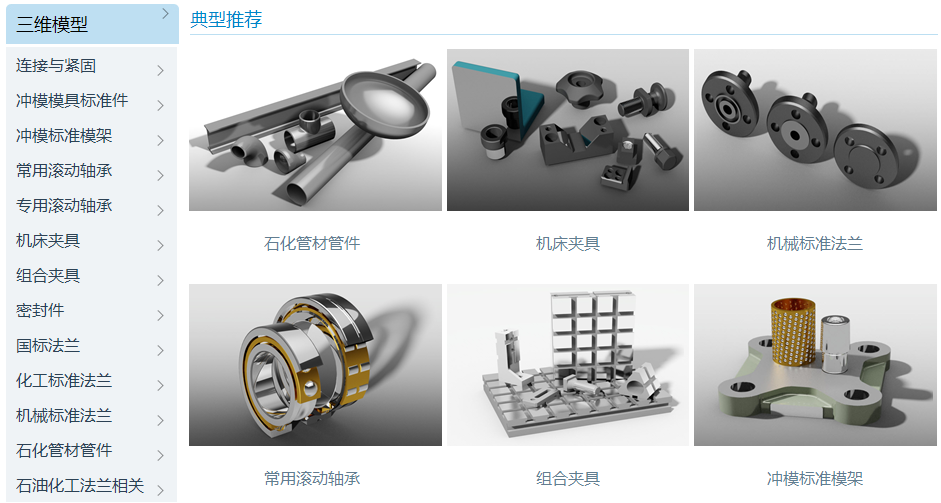 三维模型
连接与紧固
冲模模具标准件
冲模标准模架
常用滚动轴承
专用滚动轴承
机床夹具
组合夹具
密封件
国标法兰
化工标准法兰
机械标准法兰
石化管材管件
石油化工法兰相关
典型推荐
石化管材管件
机床夹具
机械标准法兰
常用滚动轴承
组合夹具
冲模标准模架